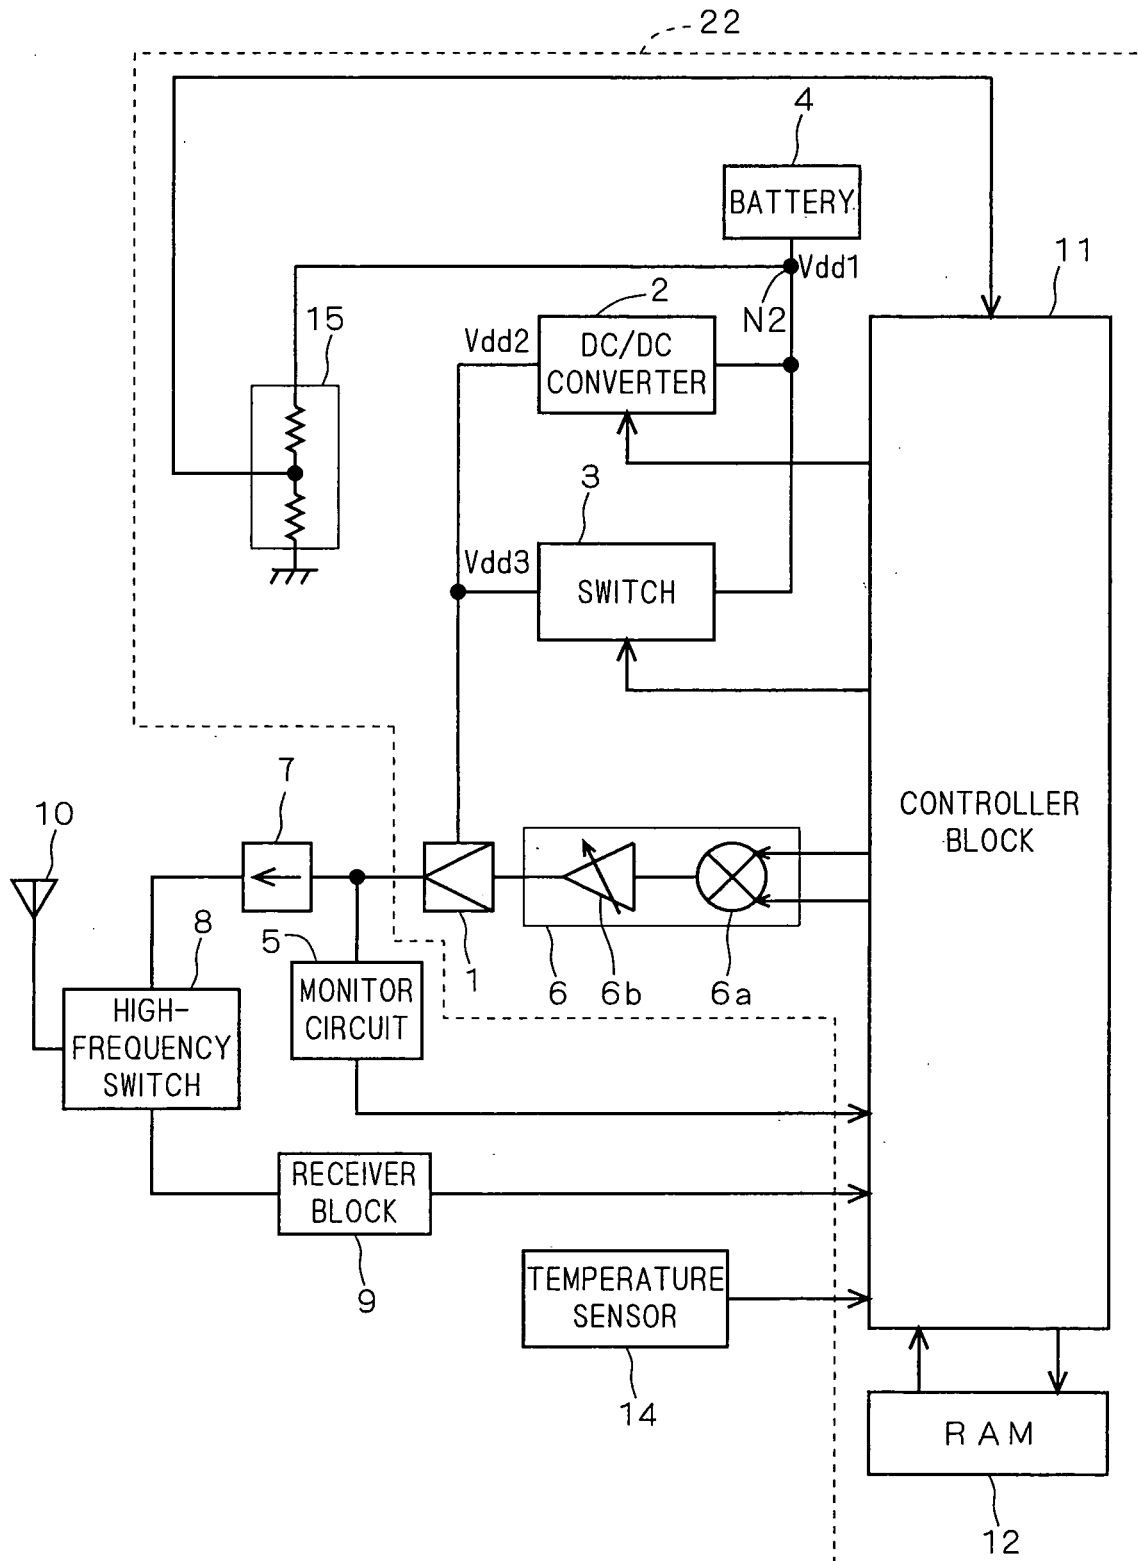 22
4
BATTERY
11
Vdd1
2
N2
15
Vdd2
DC/DC
CONVERTER
3
Vdd3
SWITCH
7
10
CONTROLLER
BLOCK
8
5
1
6
6b
6a
MONITOR
CIRCUIT
HIGH-
FREQUENCY
SWITCH
RECEIVER
BLOCK
9
TEMPERATURE
SENSOR
14
RAM
12